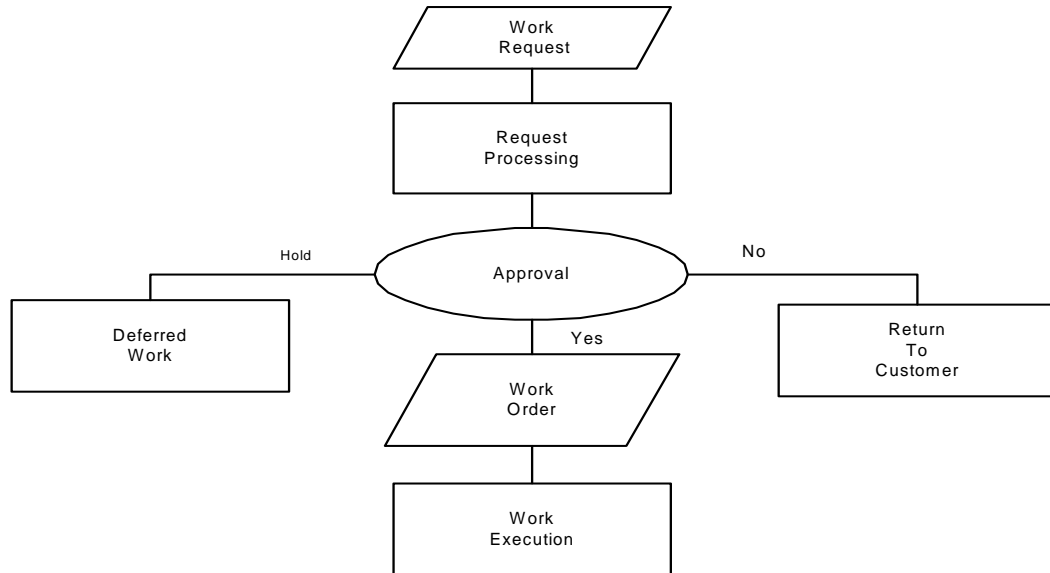 Work
Request
Request
Processing
Hold
Approval
No
Yes
Deferred
Work
Return
To
Customer
Work
Order
Work
Execution